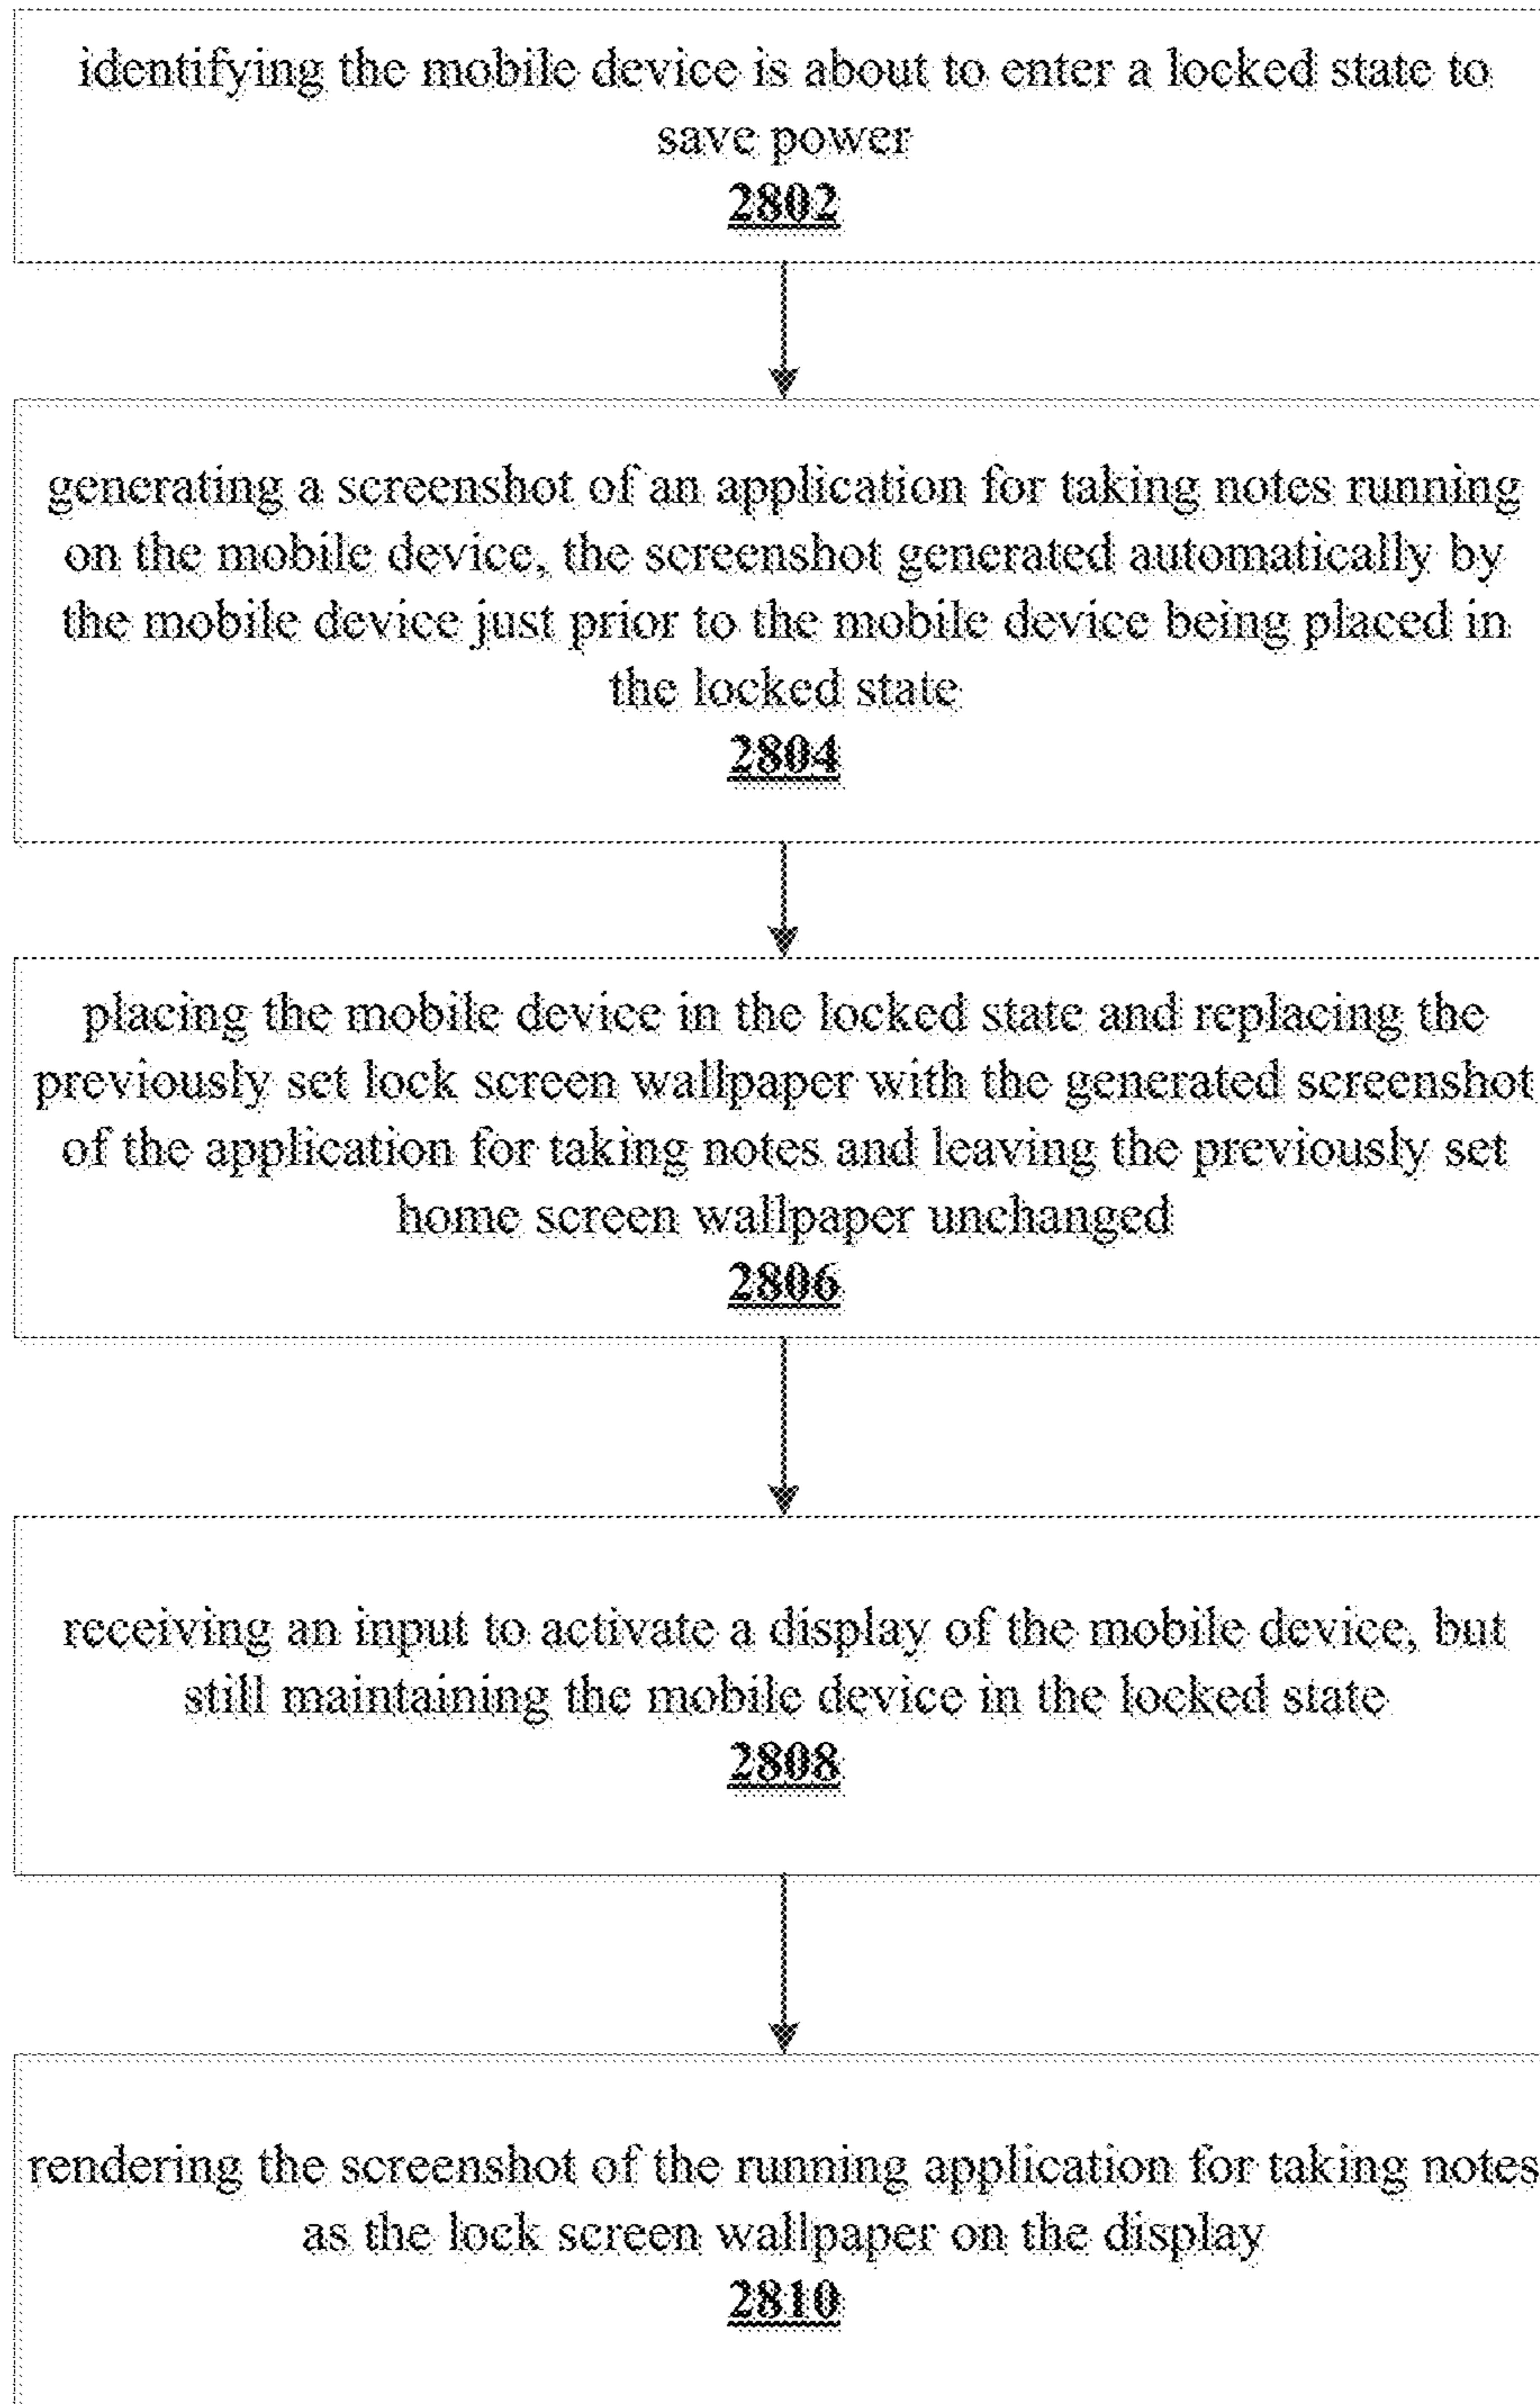 identifying the mobile device is about to enter a locked state to
save power
2802
generating a screenshot of an application for taking notes running
on the mobile device, the screenshot generated automatically by
the mobile device just prior to the mobile device being placed in
the locked state
2804
placing the mobile device in the locked state and replacing the
previously set lock screen wallpaper with the generated screenshot
of the application for taking notes and leaving the previously set
home screen wallpaper unchanged
2806
receiving an input to activate a display of the mobile device, but
still maintaining the mobile device in the locked state
2808
rendering the screenshot of the running application for taking notes
as the lock screen wallpaper on the display
2810